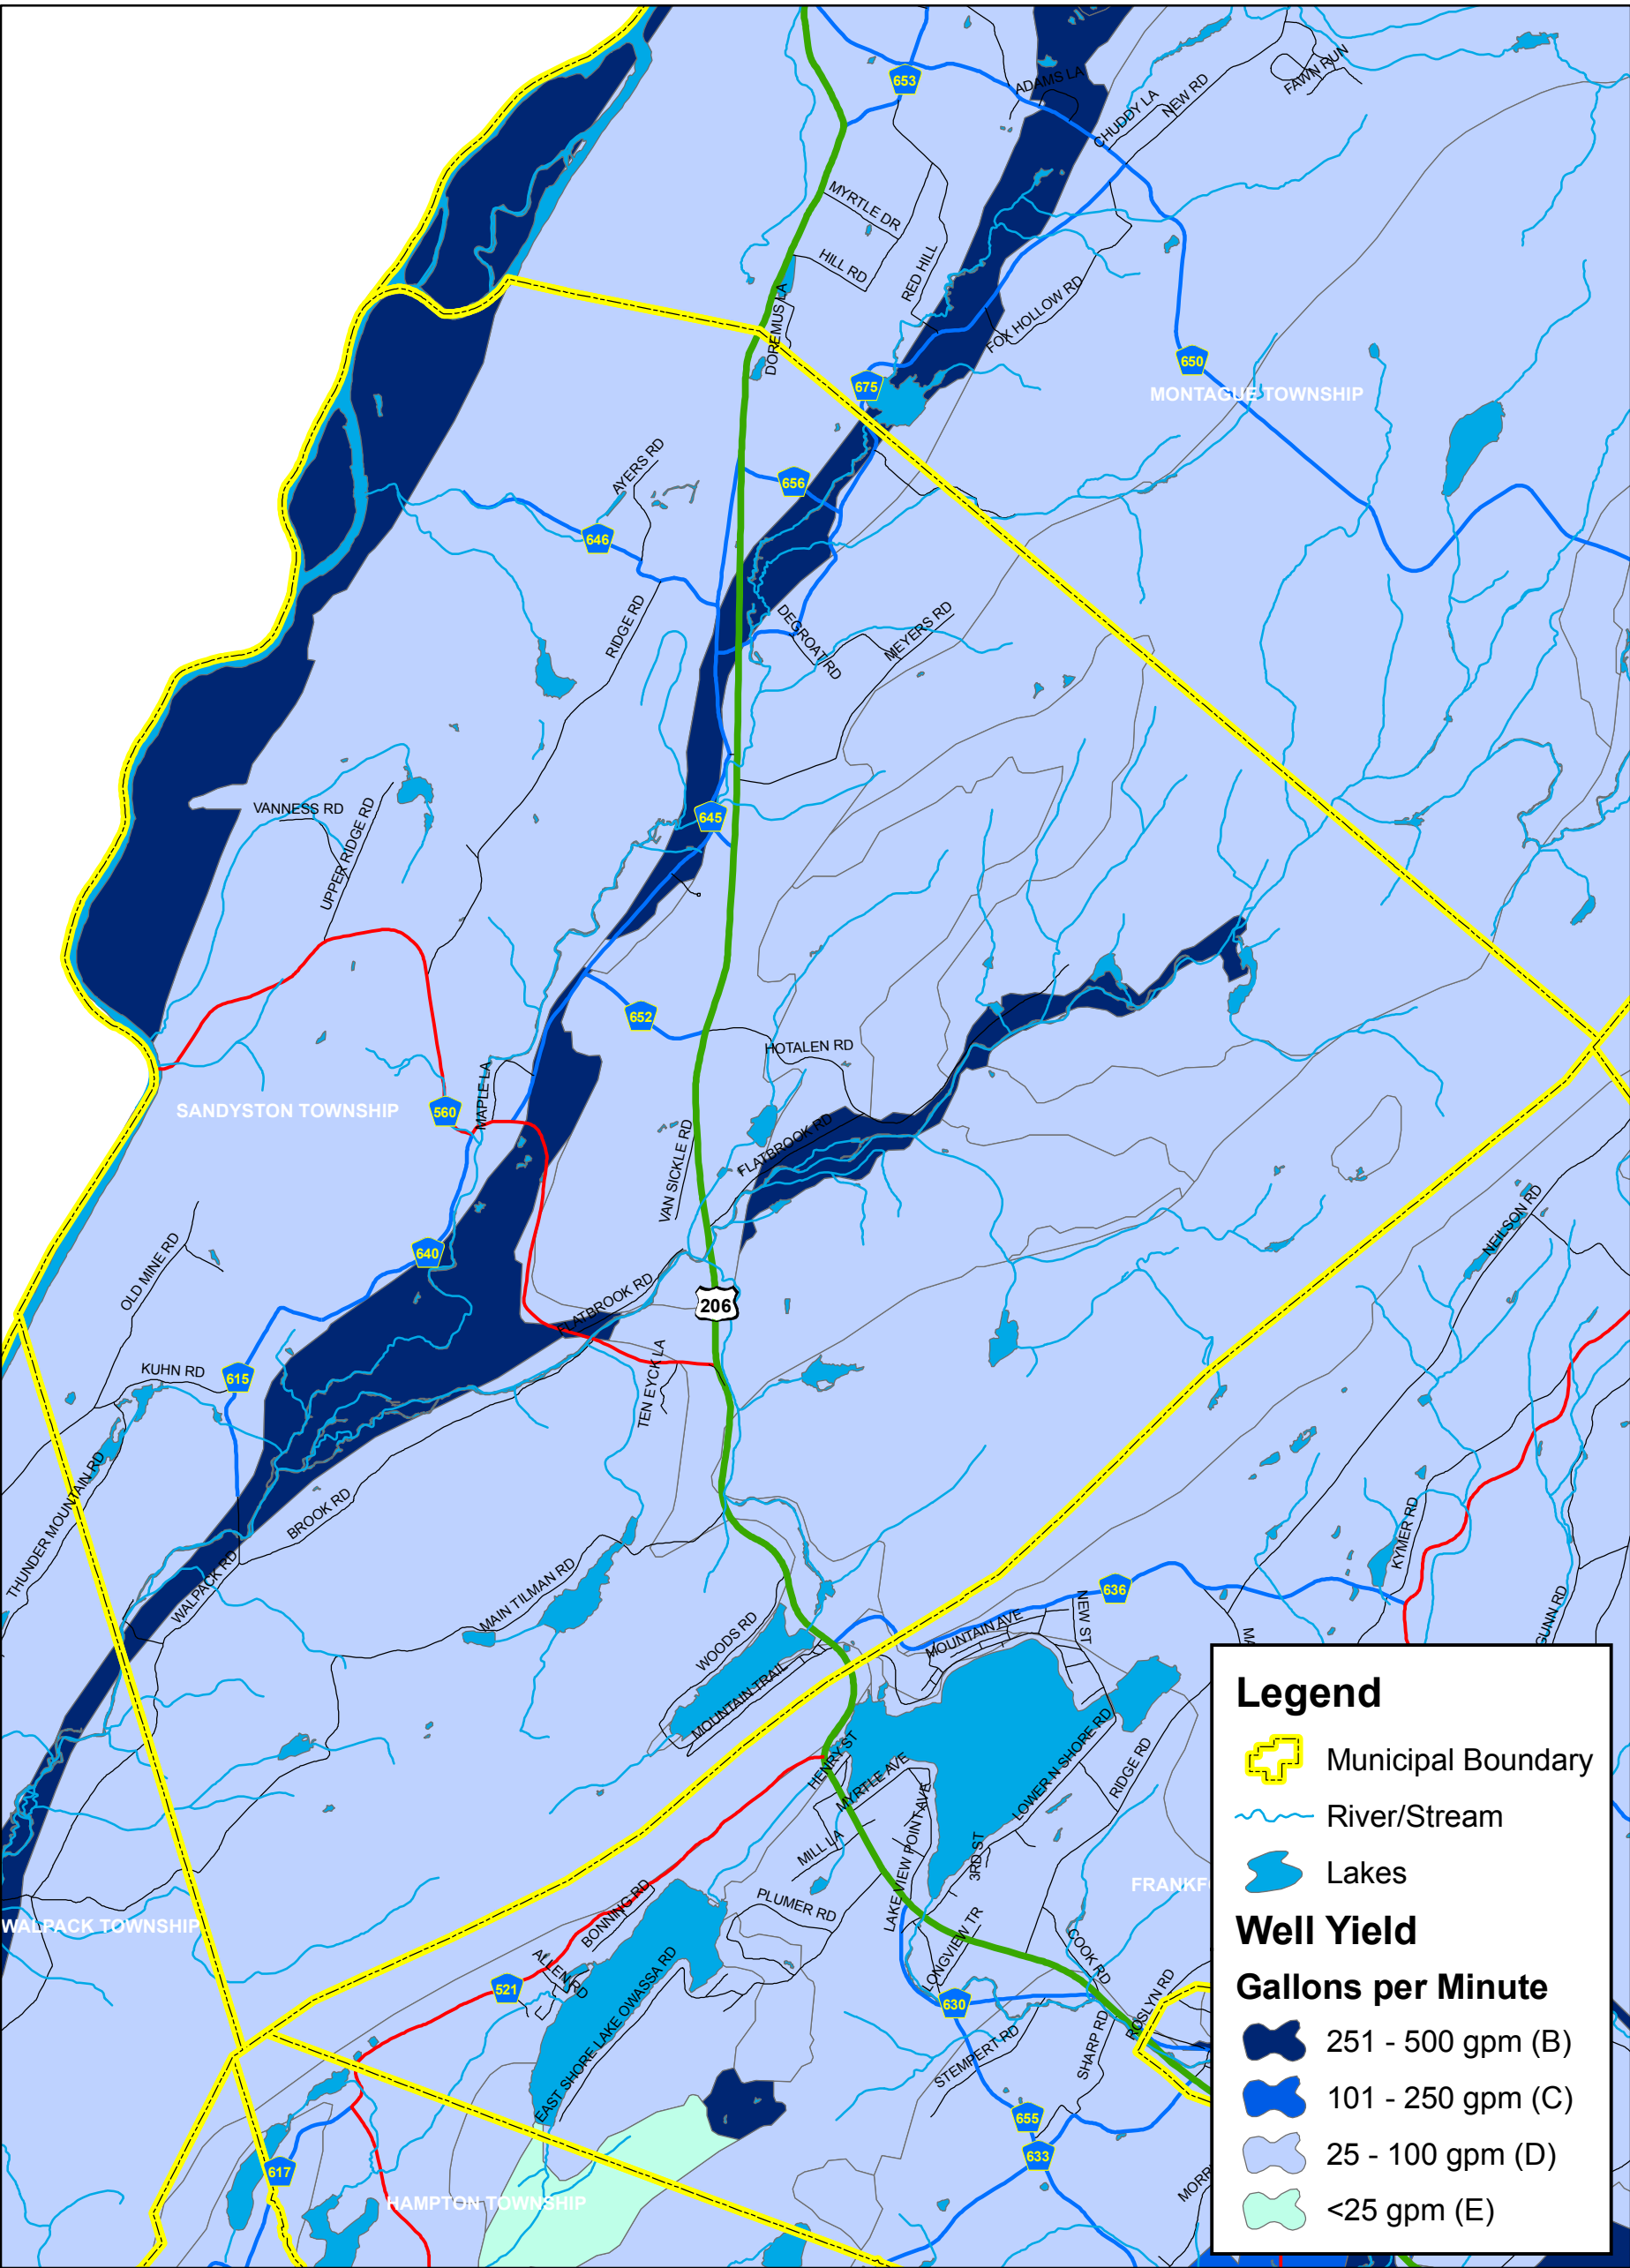 653
ADAMS LA
FAWN RUN
CHUDDY LA
NEW RD
MYRTLE DR
HILL RD
RED HILL
DOREMUS LA
FOX HOLLOW RD
650
675
MONTAGUE TOWNSHIP
AYERS RD
656
646
RIDGE RD
DEGROAT RD
MEYERS RD
VANNESS RD
UPPER RIDGE RD
645
652
HOTALEN RD
MAPLE LA
SANDYSTON TOWNSHIP
560
FLATBROOK RD
VAN SICKLE RD
NEILSON RD
OLD MINE RD
640
FLATBROOK RD
206
KUHN RD
615
TEN EYCK LA
THUNDER MOUNTAIN RD
BROOK RD
WALPACK RD
MAIN TILMAN RD
KYMER RD
636
NEW ST
MOUNTAIN AVE
WOODS RD
MOUNTAIN TRAIL
MA
GUNN RD
HENRY ST
MYRTLE AVE
LOWER N SHORE RD
RIDGE RD
MILL LA
LAKE VIEW POINT AVE
3RD ST
FRANKF
PLUMER RD
WALPACK TOWNSHIP
BONNING RD
ALLEN RD
LONGVIEW TR
COOK RD
521
EAST SHORE LAKE OWASSA RD
630
ROSLYN RD
STEMPERT RD
SHARP RD
655
633
617
HAMPTON TOWNSHIP
MORR
Legend
Municipal Boundary
River/Stream
Lakes
Well Yield
Gallons per Minute
251 - 500 gpm (B)
101 - 250 gpm (C)
25 - 100 gpm (D)
<25 gpm (E)